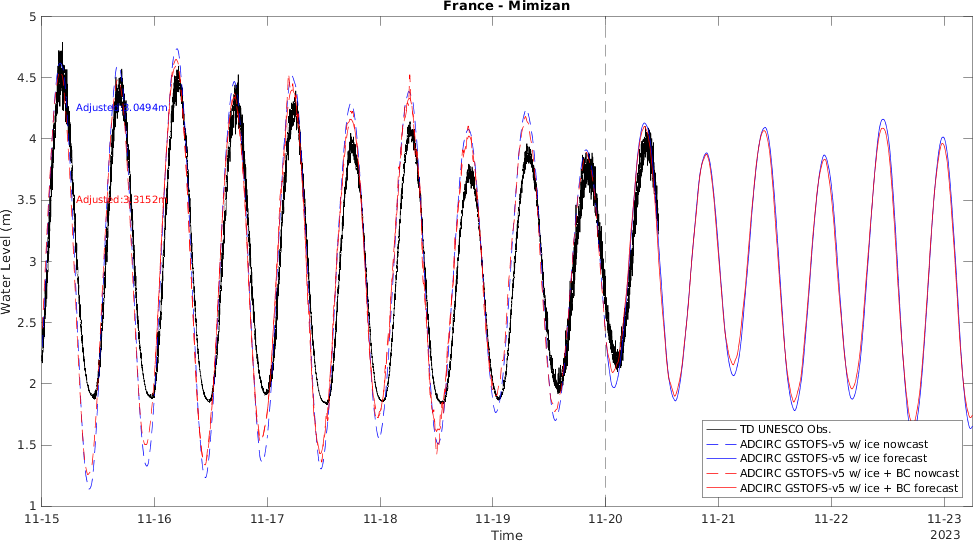 France - Mimizan
5
4.5
4
3.5
3
2.5
2
1.5
1
Water Level (m)
Adjusted:3.0494m
Adjusted:3.3152m
TD UNESCO Obs.
ADCIRC GSTOFS-v5 w/ ice nowcast
ADCIRC GSTOFS-v5 w/ ice forecast
ADCIRC GSTOFS-v5 w/ ice + BC nowcast
ADCIRC GSTOFS-v5 w/ ice + BC forecast
11-15 11-16 11-17 11-18 11-19 11-20 11-21 11-22 11-23
Time
2023